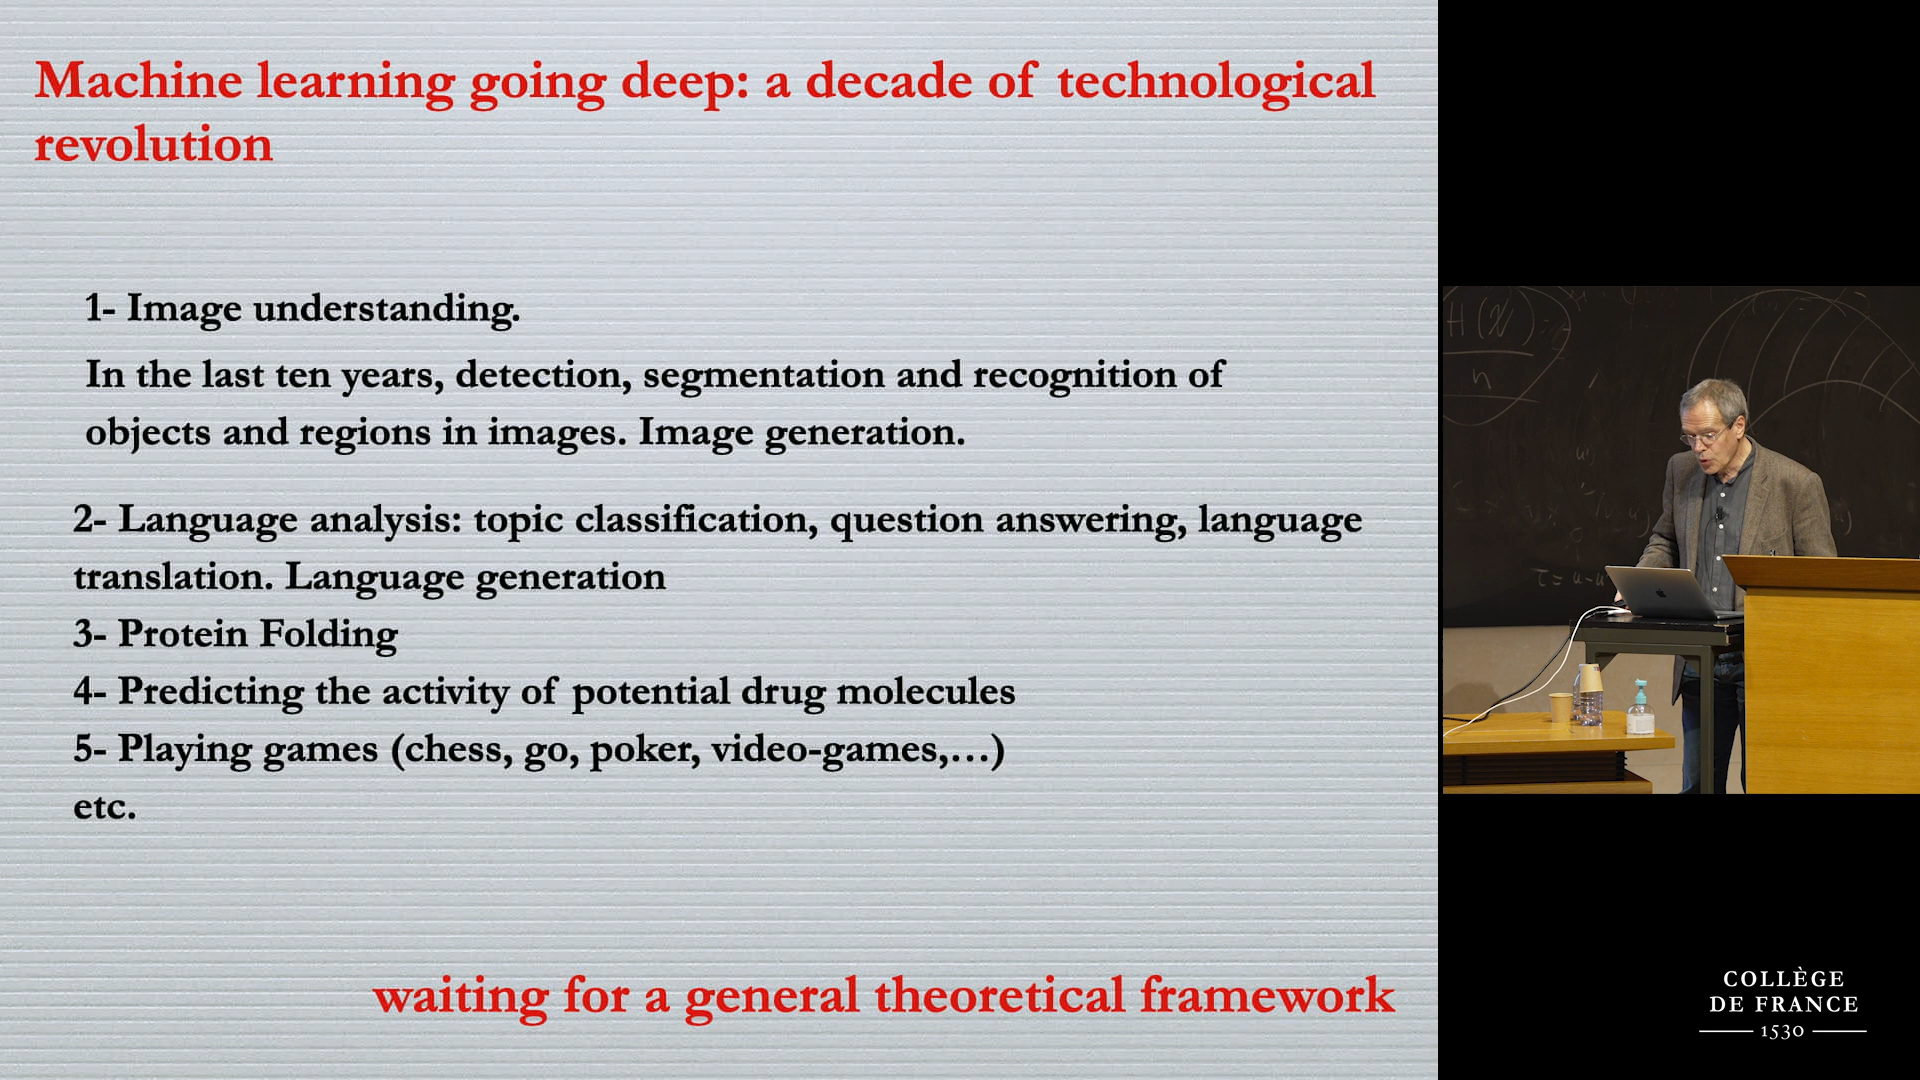 Machine learning going deep: a decade of technological
revolution
1- Image understanding.
In the last ten years, detection, segmentation and recognition of
objects and regions in images. Image generation.
2- Language analysis: topic classification, question answering, language
translation. Language generation
3- Protein Folding
4- Predicting the activity of potential drug molecules
5- Playing games (chess, go, poker, video-games,…)
etc.
waiting for a general theoretical framework
H(X)
n
τ = u - u
COLLÈGE
DE FRANCE
1530